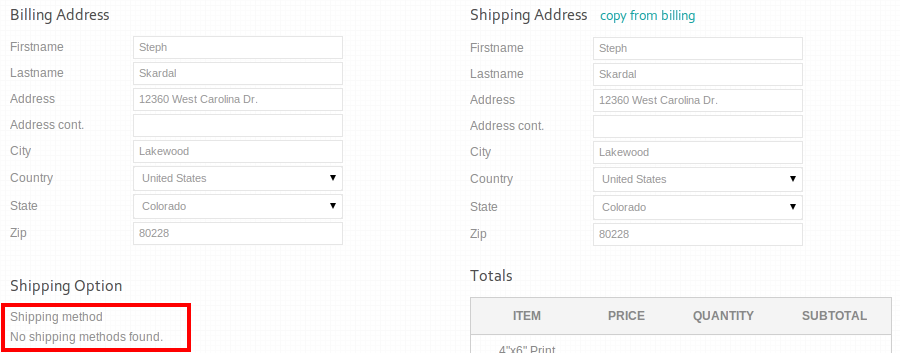 Billing Address
Firstname Steph
Lastname Skardal
Address 12360 West Carolina Dr.
Address cont.
City Lakewood
Country United States
State Colorado
Zip 80228
Shipping Option
Shipping method
No shipping methods found.
Shipping Address copy from billing
Firstname Steph
Lastname Skardal
Address 12360 West Carolina Dr.
Address cont.
City Lakewood
Country United States
State Colorado
Zip 80228
Totals
ITEM PRICE QUANTITY SUBTOTAL
4"x6" Print